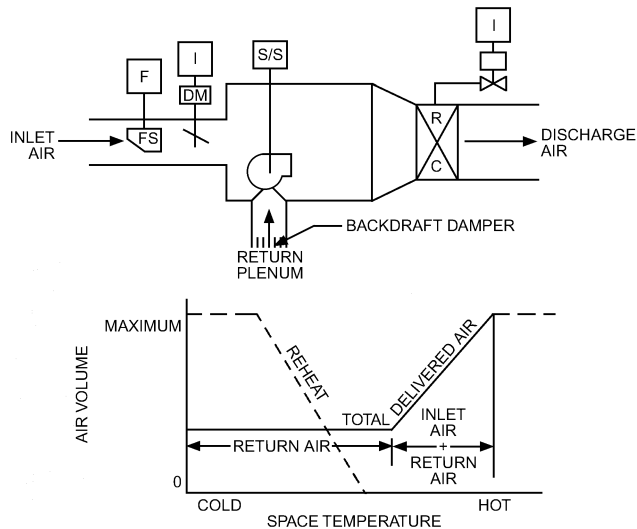 I
S/S
F
I
DM
FS
INLET
AIR
R
C
DISCHARGE
AIR
BACKDRAFT DAMPER
RETURN
PLENUM
MAXIMUM
AIR VOLUME
REHEAT
DELIVERED AIR
TOTAL
INLET
AIR
+
RETURN
AIR
RETURN AIR
0
COLD
HOT
SPACE TEMPERATURE